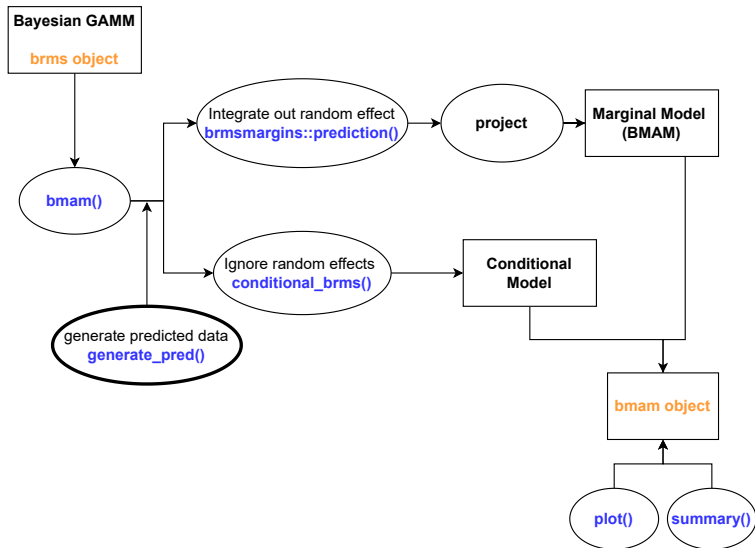 Bayesian GAMM
brms object
Integrate out random effect
brmsmargins::prediction()
project
Marginal Model
(BMAM)
bmam()
Ignore random effects
conditional_brms()
Conditional
Model
generate predicted data
generate_pred()
bmam object
plot()
summary()